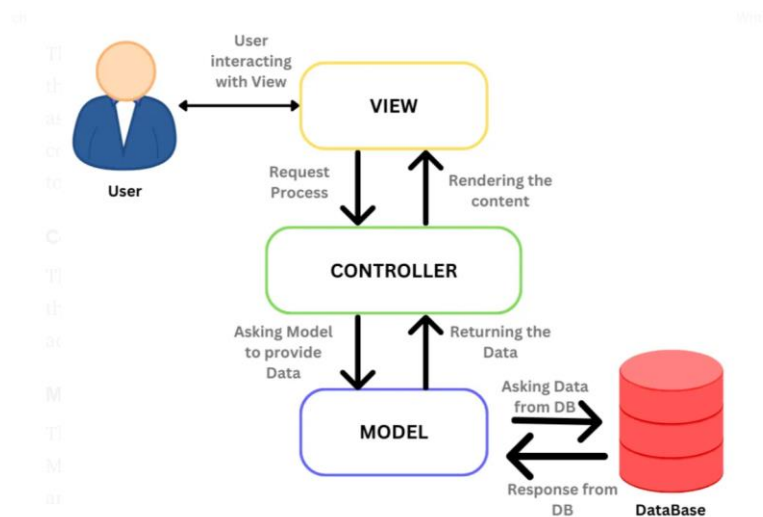 User
interacting
with View
VIEW
User
Request
Process
Rendering the
content
CONTROLLER
Asking Model
to provide
Data
Returning the
Data
MODEL
Asking Data
from DB
Response from
DB
DataBase